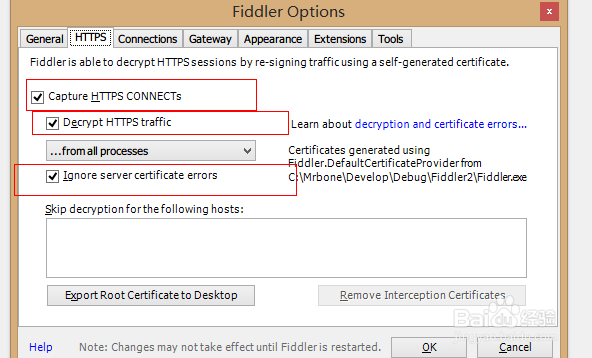 Fiddler Options
General HTTPS Connections Gateway Appearance Extensions Tools
Fiddler is able to decrypt HTTPS sessions by re-signing traffic using a self-generated certificate.
Capture HTTPS CONNECTs
Decrypt HTTPS traffic
Learn about decryption and certificate errors...
...from all processes
Certificates generated using
Fiddler.DefaultCertificateProvider from
C:\Mrbone\Develop\Debug\Fiddler2\Fiddler.exe
Ignore server certificate errors
Skip decryption for the following hosts:
Export Root Certificate to Desktop
Remove Interception Certificates
Baidu 经验
jingyan.baidu.com
Help
Note: Changes may not take effect until Fiddler is restarted.
OK
Cancel